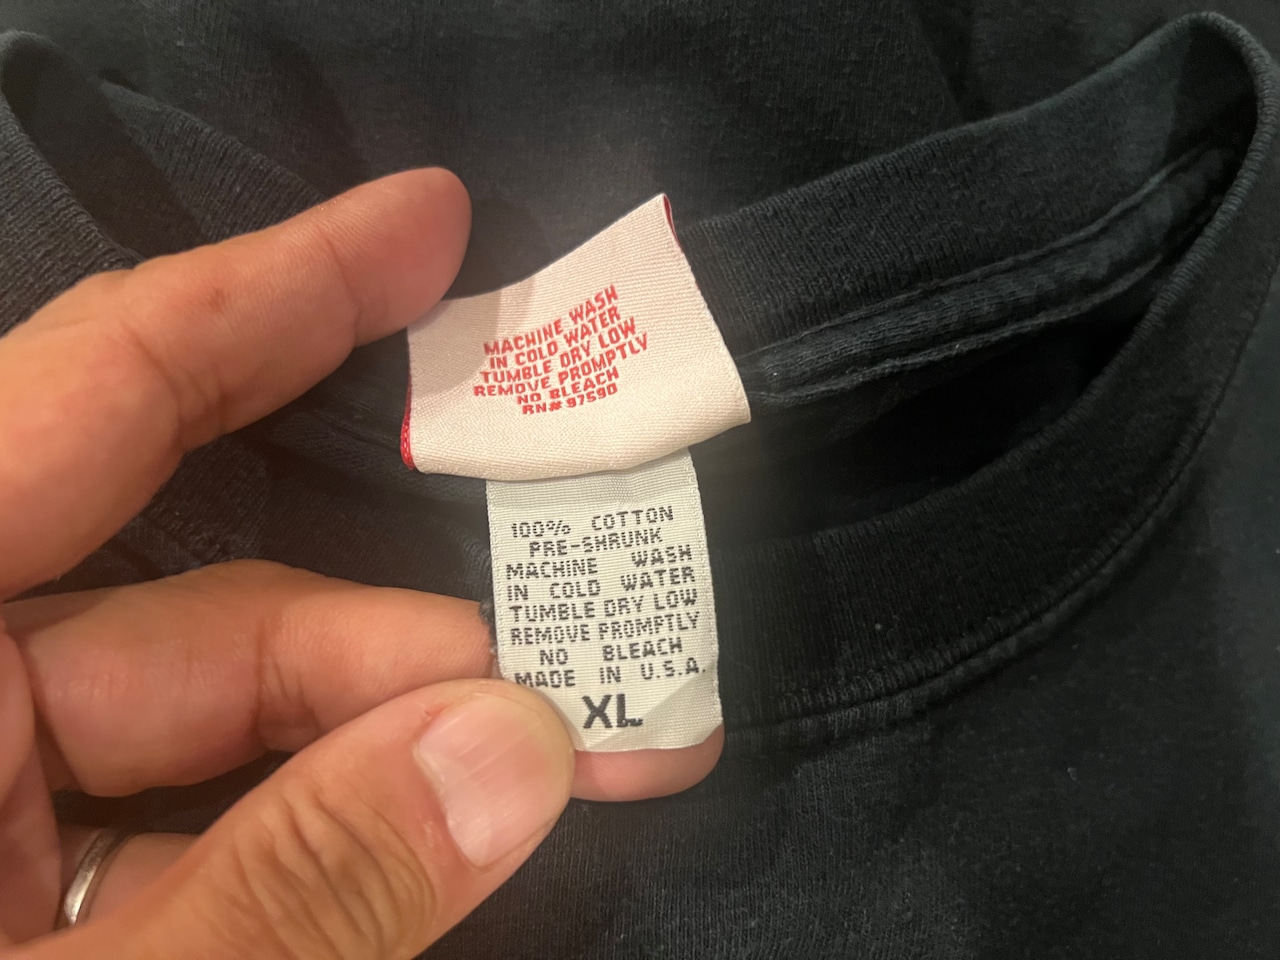 MACHINE WASH
IN COLD WATER
TUMBLE DRY LOW
REMOVE PROMPTLY
NO BLEACH
RN# 97590
100% COTTON
PRE-SHRUNK
MACHINE WASH
IN COLD WATER
TUMBLE DRY LOW
REMOVE PROMPTLY
NO BLEACH
MADE IN U.S.A.
XL